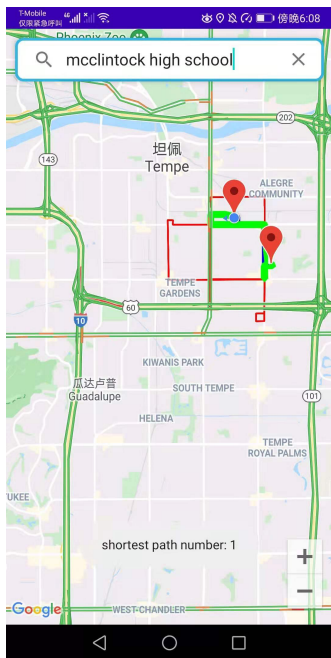 T-Mobile
仅限紧急呼叫
46
傍晚6:08
Phoenix Zoo
mcclintock high school
202
143
坦佩
Tempe
ALEGRE
COMMUNITY
TEMPE
GARDENS
60
10
KIWANIS PARK
瓜达卢普
Guadalupe
SOUTH TEMPE
101
HELENA
TEMPE
ROYAL PALMS
TUKEE
shortest path number: 1
+
−
Google
WEST CHANDLER